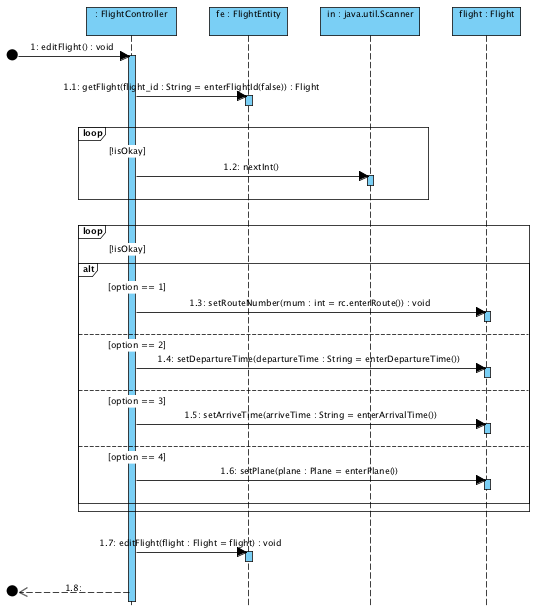 : FlightController
fe : FlightEntity
in : java.util.Scanner
flight : Flight
1: editFlight() : void
1.1: getFlight(flight_id : String = enterFlightId(false)) : Flight
loop
[!isOkay]
1.2: nextInt()
loop
[!isOkay]
alt
[option == 1]
1.3: setRouteNumber(rnum : int = rc.enterRoute()) : void
[option == 2]
1.4: setDepartureTime(departureTime : String = enterDepartureTime())
[option == 3]
1.5: setArriveTime(arriveTime : String = enterArrivalTime())
[option == 4]
1.6: setPlane(plane : Plane = enterPlane())
1.7: editFlight(flight : Flight = flight) : void
1.8: